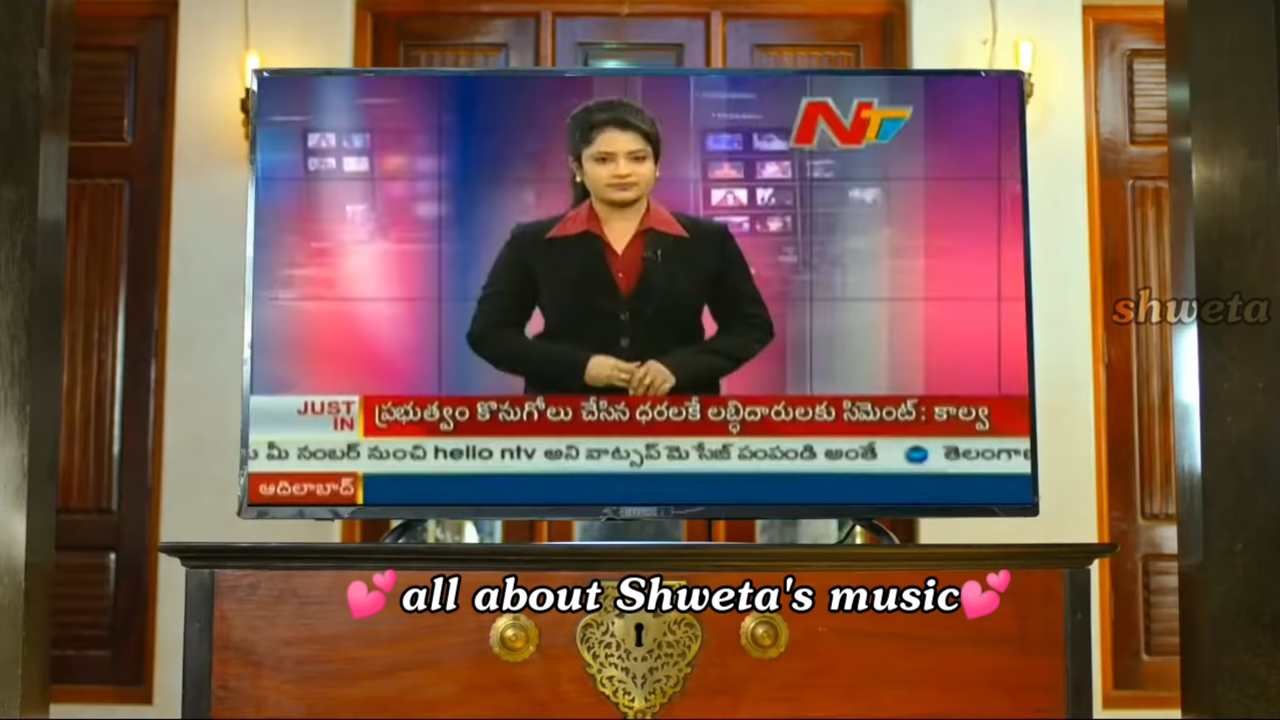 NTV
shweta
JUST
IN
ప్రభుత్వం కొనుగోలు చేసిన ధరలకే లబ్ధిదారులకు సిమెంట్ : కాల్వ
మీ నంబర్ నుంచి hello ntv అని వాట్సప్ మెసేజ్ పంపండి అంతే
ఆదిలాబాద్
💕all about Shweta's music💕